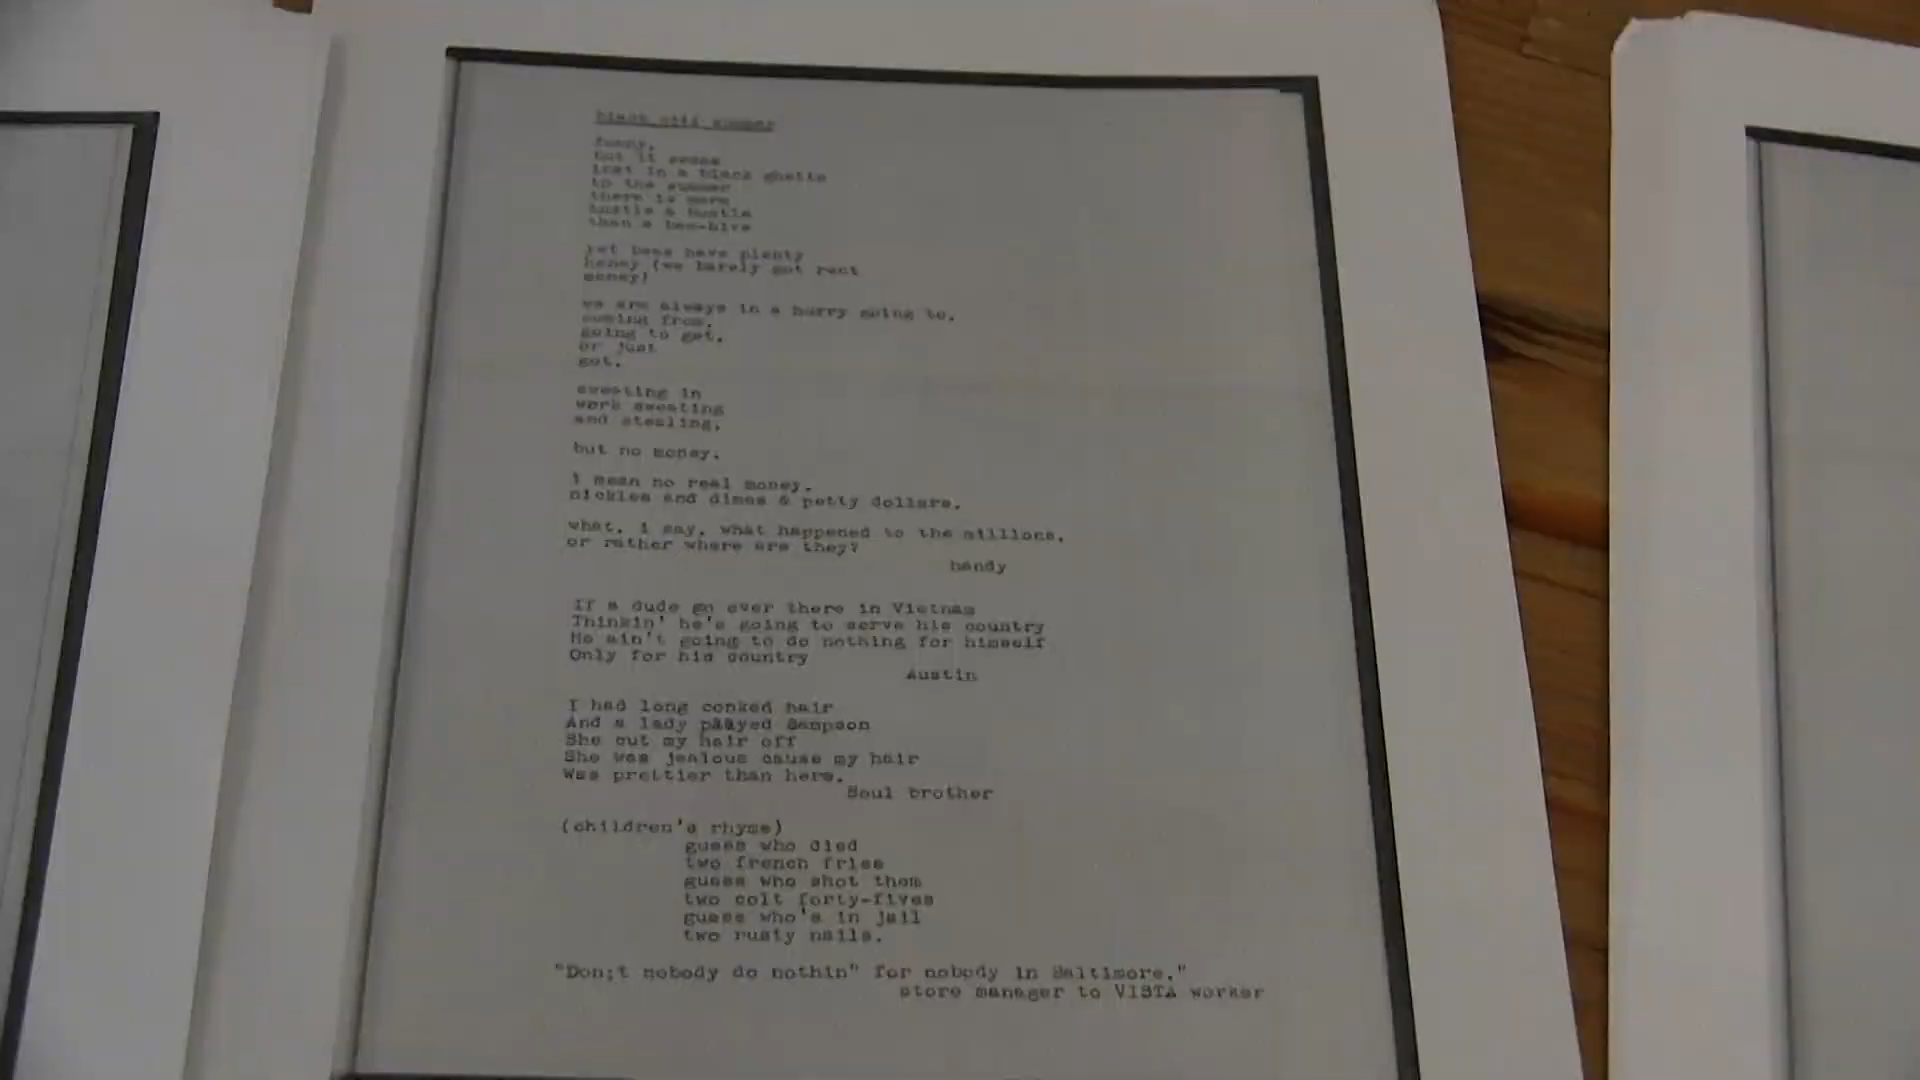 black city summer
funny,
but it seems
lost in a black ghetto
in the summer
there is more
hustle & bustle
than a bee-hive
yet bees have plenty
honey (we barely got rent
money)
we are always in a hurry going to,
coming from,
going to get,
or just
got.
sweating in
work sweating
and stealing,
but no money.
i mean no real money.
nickles and dimes & petty dollars.
what, i say, what happened to the millions,
or rather where are they?
handy
If a dude go over there in Vietnam
Thinkin' he's going to serve his country
He ain't going to do nothing for himself
Only for his country
Austin
I had long conked hair
And a lady played Sampson
She cut my hair off
She was jealous cause my hair
Was prettier than hers.
Soul brother
(children's rhyme)
guess who died
two french fries
guess who shot them
two colt forty-fives
guess who's in jail
two rusty nails.
"Don;t nobody do nothin" for nobody in Baltimore."
store manager to VISTA worker